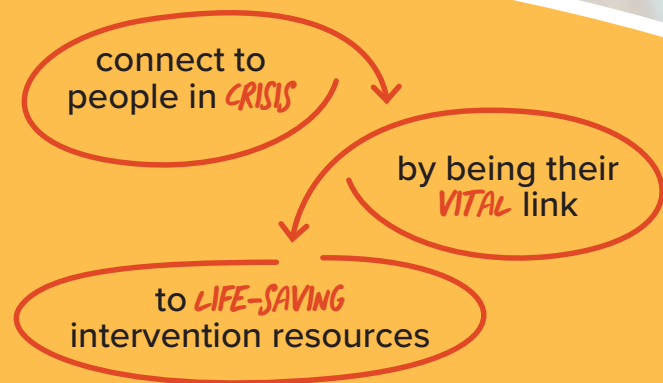 connect to
people in CRISIS
by being their
VITAL link
to LIFE-SAVING
intervention resources